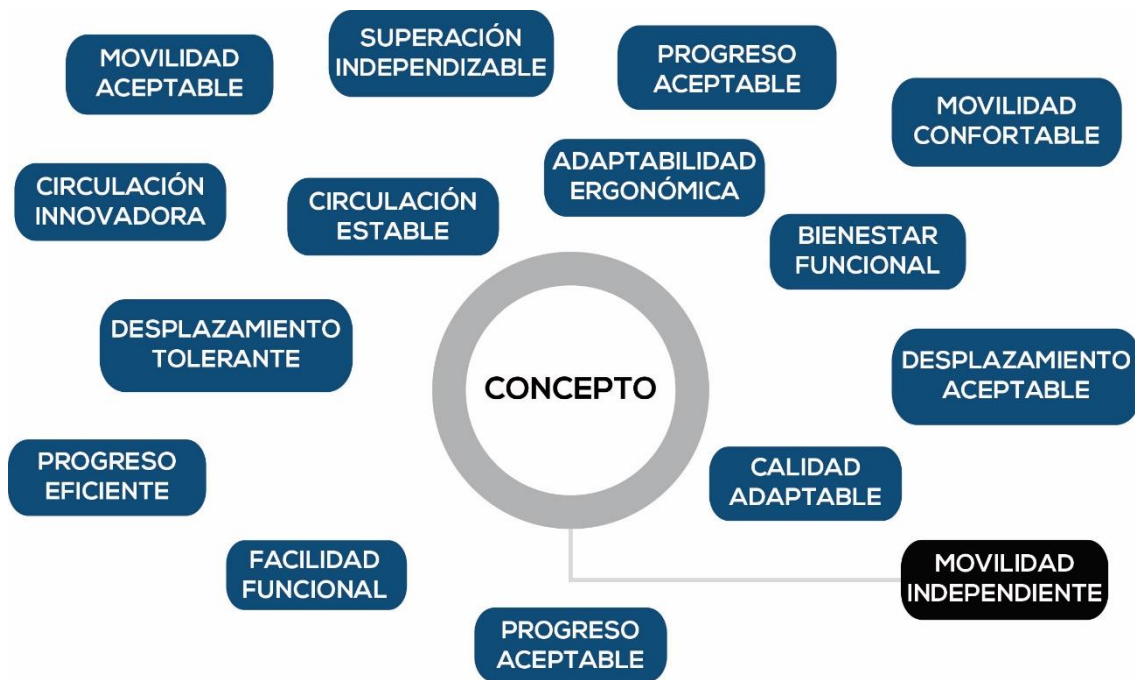 MOVILIDAD
ACEPTABLE
SUPERACIÓN
INDEPENDIZABLE
PROGRESO
ACEPTABLE
MOVILIDAD
CONFORTABLE
CIRCULACIÓN
INNOVADORA
CIRCULACIÓN
ESTABLE
ADAPTABILIDAD
ERGONÓMICA
BIENESTAR
FUNCIONAL
DESPLAZAMIENTO
TOLERANTE
CONCEPTO
DESPLAZAMIENTO
ACEPTABLE
PROGRESO
EFICIENTE
CALIDAD
ADAPTABLE
FACILIDAD
FUNCIONAL
MOVILIDAD
INDEPENDIENTE
PROGRESO
ACEPTABLE